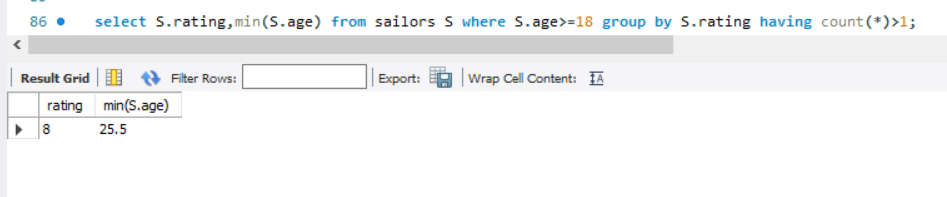 86 select S.rating,min(S.age) from sailors S where S.age>=18 group by S.rating having count(*)>1;
Result Grid Filter Rows: Export: Wrap Cell Content: IA
rating min(S.age)
8 25.5